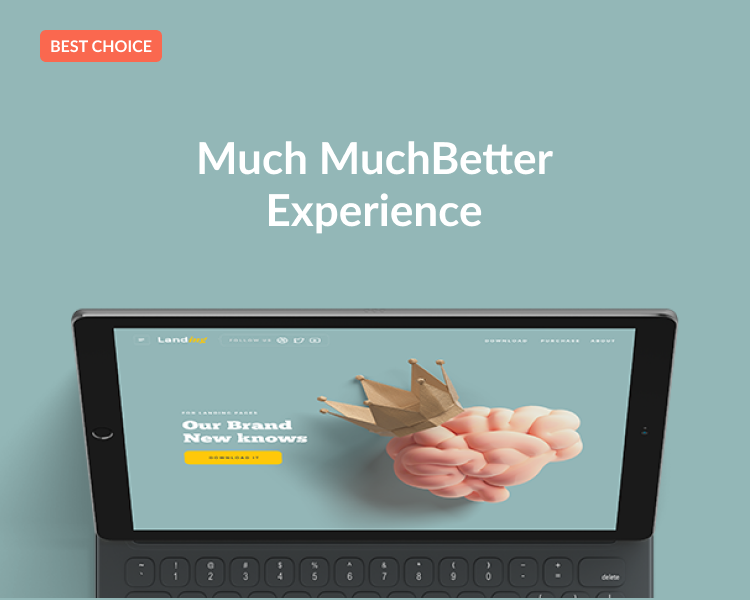 BEST CHOICE
Much MuchBetter
Experience
Landing
FOLLOW US
DOWNLOAD PURCHASE ABOUT
FOR LANDING PAGES
Our Brand
New knows
DOWNLOAD IT
~ ! @ # $ % ^ & * ( ) – +
` 1 2 3 4 5 6 7 8 9 0 - = delete